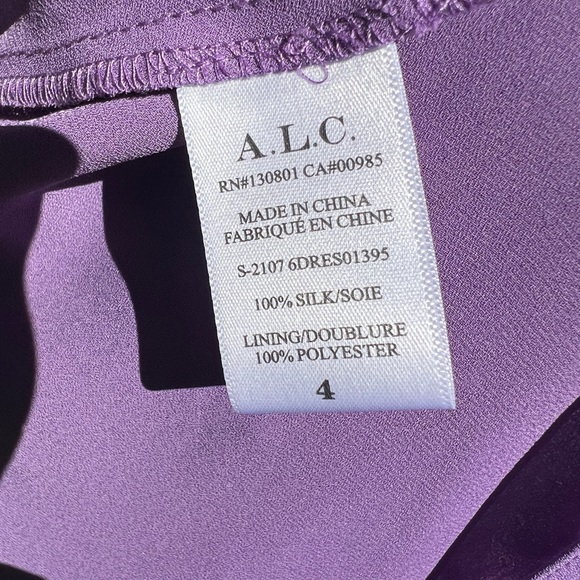 A.L.C.
RN#130801 CA#00985
MADE IN CHINA
FABRIQUÉ EN CHINE
S-2107 6DRES01395
100% SILK/SOIE
LINING/DOUBLURE
100% POLYESTER
4